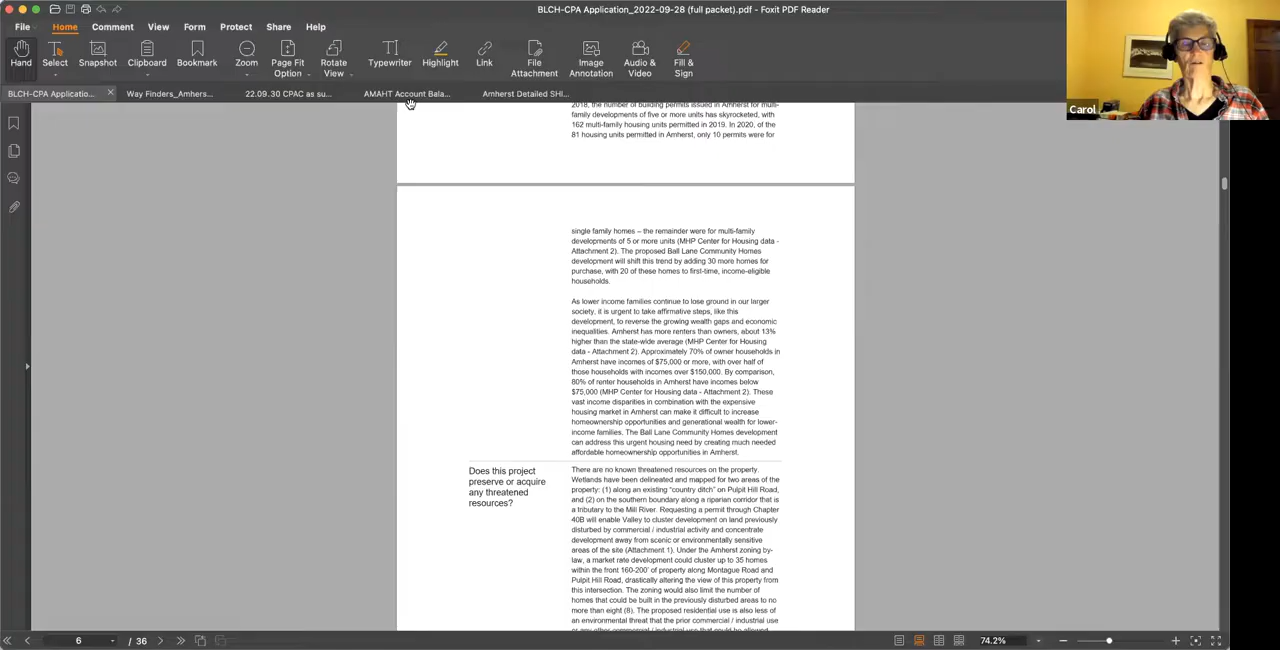 BLCH-CPA Application_2022-09-28 (full packet).pdf - Foxit PDF Reader
File Home Comment View Form Protect Share Help
Hand Select Snapshot Clipboard Bookmark Zoom Page Fit Option Rotate View Typewriter Highlight Link File Attachment Image Annotation Audio & Video Fill & Sign
BLCH-CPA Applicatio... Way Finders_Amhers... 22.09.30 CPAC as su... AMAHT Account Bala... Amherst Detailed SHI...
Carol
2018, the number of building permits issued in Amherst for multi-
family developments of five or more units has skyrocketed, with
162 multi-family housing units permitted in 2019. In 2020, of the
81 housing units permitted in Amherst, only 10 permits were for
single family homes – the remainder were for multi-family
developments of 5 or more units (MHP Center for Housing data -
Attachment 2). The proposed Ball Lane Community Homes
development will shift this trend by adding 30 more homes for
purchase, with 20 of these homes to first-time, income-eligible
households.
As lower income families continue to lose ground in our larger
society, it is urgent to take affirmative steps, like this
development, to reverse the growing wealth gaps and economic
inequalities. Amherst has more renters than owners, about 13%
higher than the state-wide average (MHP Center for Housing
data - Attachment 2). Approximately 70% of owner households in
Amherst have incomes of $75,000 or more, with over half of
those households with incomes over $150,000. By comparison,
80% of renter households in Amherst have incomes below
$75,000 (MHP Center for Housing data - Attachment 2). These
vast income disparities in combination with the expensive
housing market in Amherst can make it difficult to increase
homeownership opportunities and generational wealth for lower-
income families. The Ball Lane Community Homes development
can address this urgent housing need by creating much needed
affordable homeownership opportunities in Amherst.
Does this project
preserve or acquire
any threatened
resources?
There are no known threatened resources on the property.
Wetlands have been delineated and mapped for two areas of the
property: (1) along an existing "country ditch" on Pulpit Hill Road,
and (2) on the southern boundary along a riparian corridor that is
a tributary to the Mill River. Requesting a permit through Chapter
40B will enable Valley to cluster development on land previously
disturbed by commercial / industrial activity and concentrate
development away from scenic or environmentally sensitive
areas of the site (Attachment 1). Under the Amherst zoning by-
law, a market rate development could cluster up to 35 homes
within the front 160-200' of property along Montague Road and
Pulpit Hill Road, drastically altering the view of this property from
this intersection. The zoning would also limit the number of
homes that could be built in the previously disturbed areas to no
more than eight (8). The proposed residential use is also less of
an environmental threat that the prior commercial / industrial use
or any other commercial / industrial use that could be allowed
6 / 36 74.2%